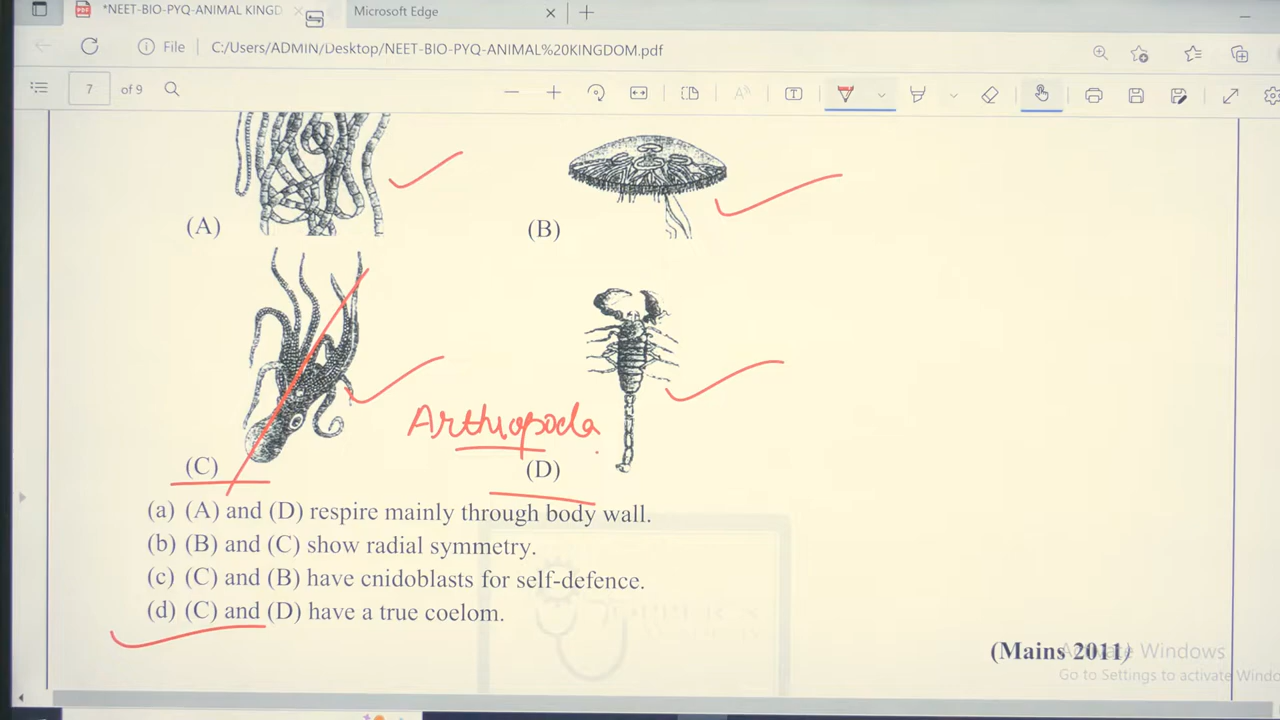 *NEET-BIO-PYQ-ANIMAL KINGD
Microsoft Edge
File C:/Users/ADMIN/Desktop/NEET-BIO-PYQ-ANIMAL%20KINGDOM.pdf
7 of 9
(A)
(B)
Arthopoda
(C)
(D)
(a) (A) and (D) respire mainly through body wall.
(b) (B) and (C) show radial symmetry.
(c) (C) and (B) have cnidoblasts for self-defence.
(d) (C) and (D) have a true coelom.
(Mains 2011)
Activate Windows
Go to Settings to activate Windo